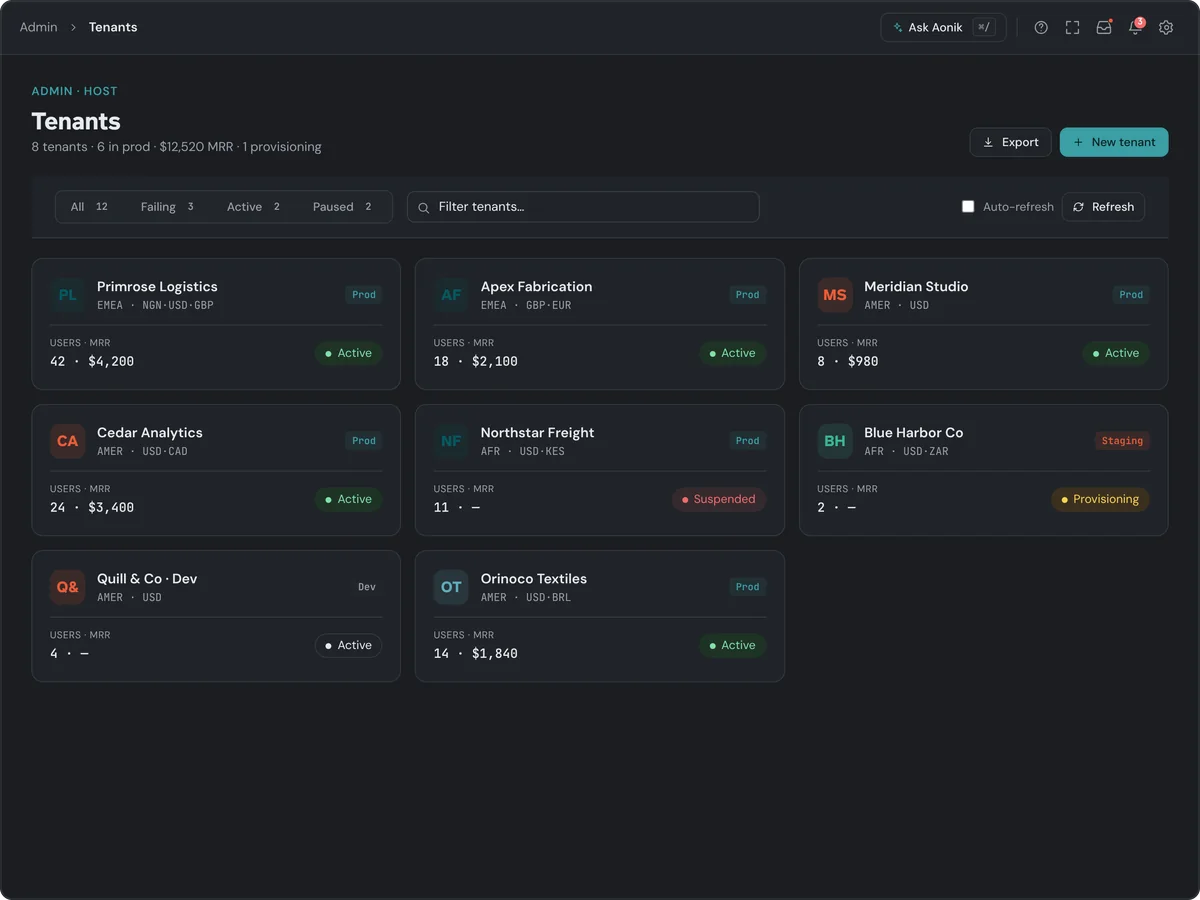 Admin > Tenants
Ask Aonik ⌘/
3
ADMIN · HOST
Tenants
8 tenants · 6 in prod · $12,520 MRR · 1 provisioning
Export
+ New tenant
All 12 Failing 3 Active 2 Paused 2
Filter tenants...
Auto-refresh
Refresh
PL
Primrose Logistics
EMEA · NGN·USD·GBP
Prod
USERS · MRR
42 · $4,200
Active
AF
Apex Fabrication
EMEA · GBP·EUR
Prod
USERS · MRR
18 · $2,100
Active
MS
Meridian Studio
AMER · USD
Prod
USERS · MRR
8 · $980
Active
CA
Cedar Analytics
AMER · USD·CAD
Prod
USERS · MRR
24 · $3,400
Active
NF
Northstar Freight
AFR · USD·KES
Prod
USERS · MRR
11 · —
Suspended
BH
Blue Harbor Co
AFR · USD·ZAR
Staging
USERS · MRR
2 · —
Provisioning
Q&
Quill & Co · Dev
AMER · USD
Dev
USERS · MRR
4 · —
Active
OT
Orinoco Textiles
AMER · USD·BRL
Prod
USERS · MRR
14 · $1,840
Active